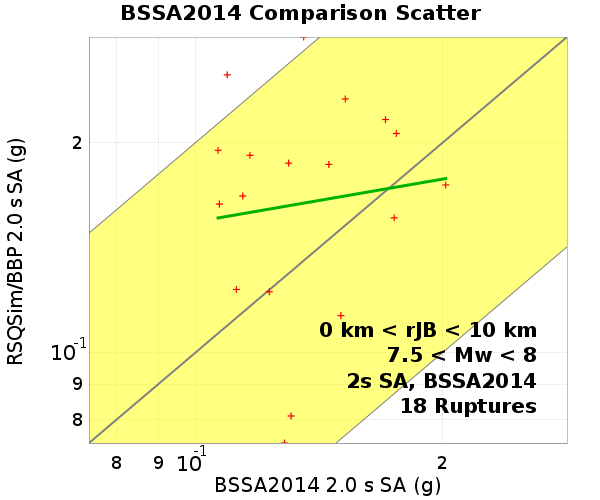 BSSA2014 Comparison Scatter
RSQSim/BBP 2.0 s SA (g)
2
10-1
9
8
0 km < rJB < 10 km
7.5 < Mw < 8
2s SA, BSSA2014
18 Ruptures
8 9 10-1 2
BSSA2014 2.0 s SA (g)